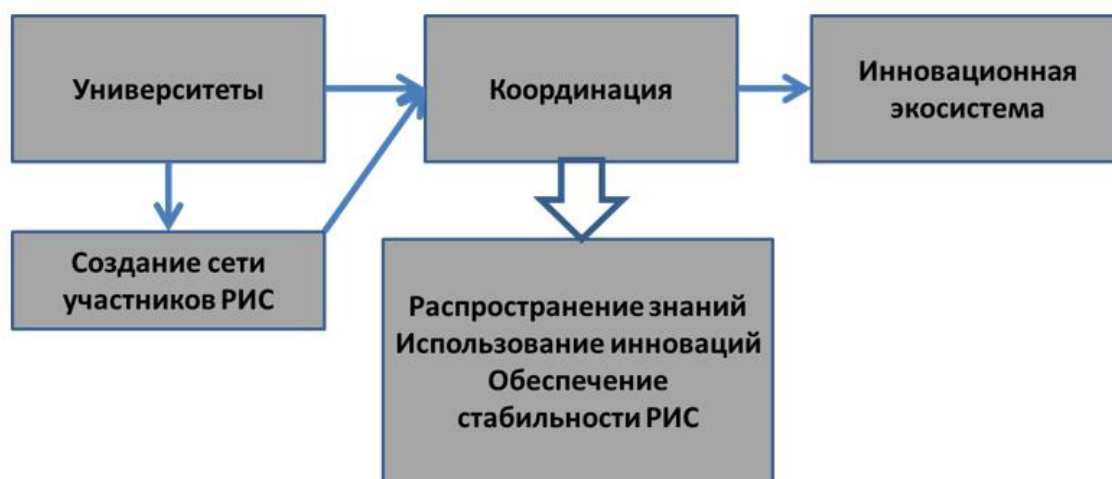 Университеты
Координация
Инновационная
экосистема
Создание сети
участников РИС
Распространение знаний
Использование инноваций
Обеспечение
стабильности РИС